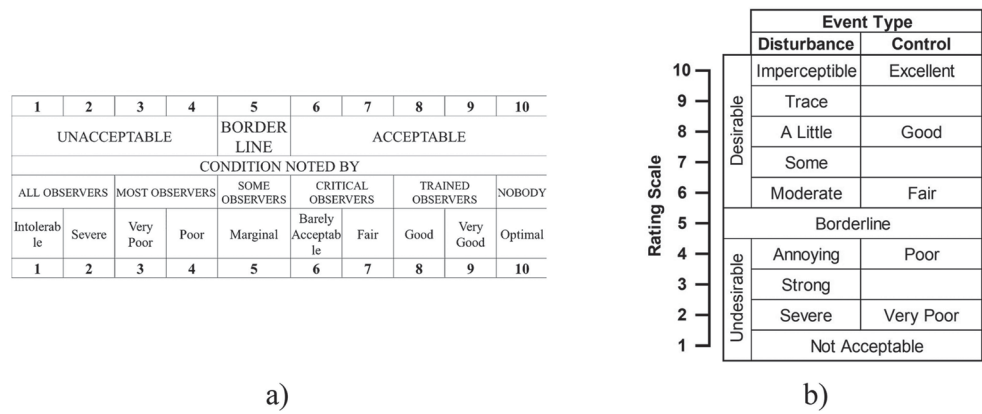 1 2 3 4 5 6 7 8 9 10
UNACCEPTABLE BORDER LINE ACCEPTABLE
CONDITION NOTED BY
ALL OBSERVERS MOST OBSERVERS SOME OBSERVERS CRITICAL OBSERVERS TRAINED OBSERVERS NOBODY
Intolerable Severe Very Poor Poor Marginal Barely Acceptable Fair Good Very Good Optimal
1 2 3 4 5 6 7 8 9 10
a)
Event Type
Disturbance Control
Rating Scale
Desirable
10 Imperceptible Excellent
9 Trace
8 A Little Good
7 Some
6 Moderate Fair
5 Borderline
Undesirable
4 Annoying Poor
3 Strong
2 Severe Very Poor
1 Not Acceptable
b)